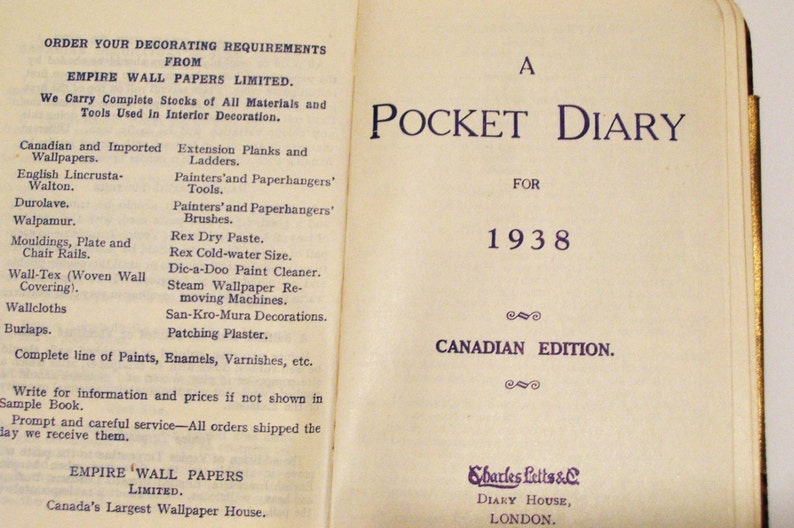 ORDER YOUR DECORATING REQUIREMENTS
FROM
EMPIRE WALL PAPERS LIMITED.
We Carry Complete Stocks of All Materials and
Tools Used in Interior Decoration.
Canadian and Imported
Wallpapers.
English Lincrusta-
Walton.
Durolave.
Walpamur.
Mouldings, Plate and
Chair Rails.
Wall-Tex (Woven Wall
Covering).
Wallcloths
Burlaps.
Extension Planks and
Ladders.
Painters' and Paperhangers'
Tools.
Painters' and Paperhangers'
Brushes.
Rex Dry Paste.
Rex Cold-water Size.
Dic-a-Doo Paint Cleaner.
Steam Wallpaper Re-
moving Machines.
San-Kro-Mura Decorations.
Patching Plaster.
Complete line of Paints, Enamels, Varnishes, etc.
Write for information and prices if not shown in
Sample Book.
Prompt and careful service—All orders shipped the
day we receive them.
EMPIRE WALL PAPERS
LIMITED.
Canada's Largest Wallpaper House.
A
POCKET DIARY
FOR
1938
CANADIAN EDITION.
Charles Letts & Co.
DIARY HOUSE,
LONDON.